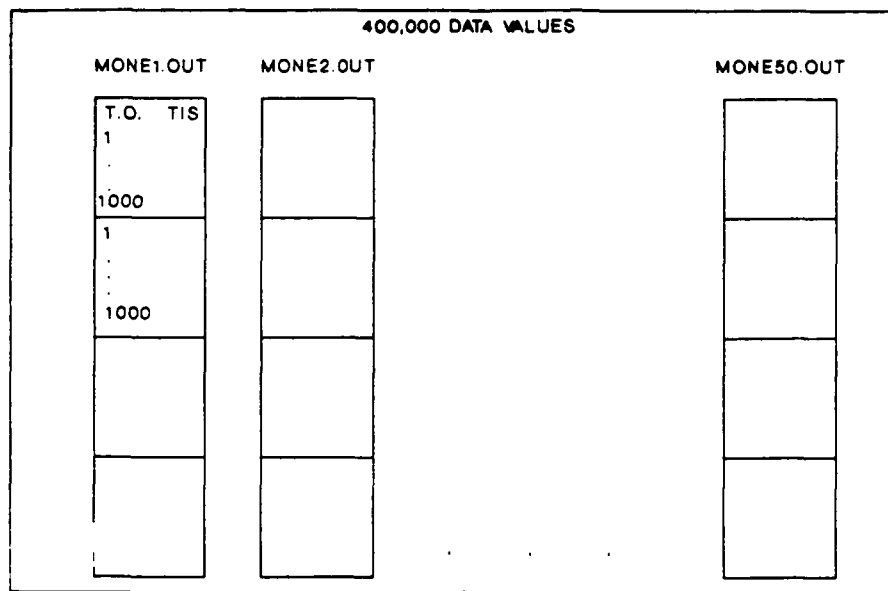 400,000 DATA VALUES
MONE1.OUT MONE2.OUT MONE50.OUT
T.O. TIS
1
.
.
1000
1
.
.
.
1000
. . .